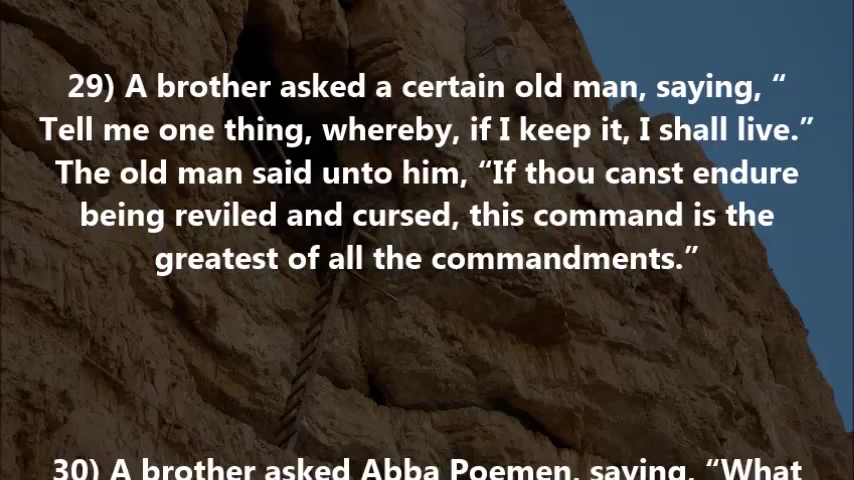 29) A brother asked a certain old man, saying, “
Tell me one thing, whereby, if I keep it, I shall live.”
The old man said unto him, “If thou canst endure
being reviled and cursed, this command is the
greatest of all the commandments.”
30) A brother asked Abba Poemen, saying, “What